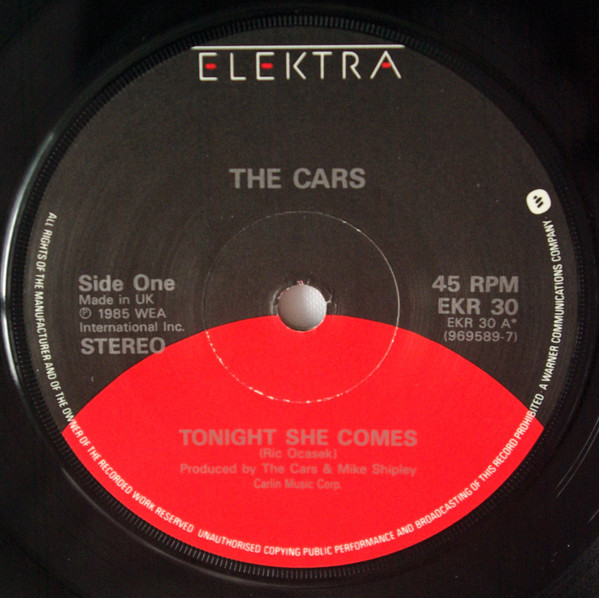 ELEKTRA
THE CARS
Side One
Made in UK
℗ 1985 WEA
International Inc.
STEREO
45 RPM
EKR 30
EKR 30 A*
(969589-7)
TONIGHT SHE COMES
(Ric Ocasek)
Produced by The Cars & Mike Shipley
Carlin Music Corp.
ALL RIGHTS OF THE MANUFACTURER AND OF THE OWNER OF THE RECORDED WORK RESERVED UNAUTHORISED COPYING PUBLIC PERFORMANCE AND BROADCASTING OF THIS RECORD PROHIBITED A WARNER COMMUNICATIONS COMPANY